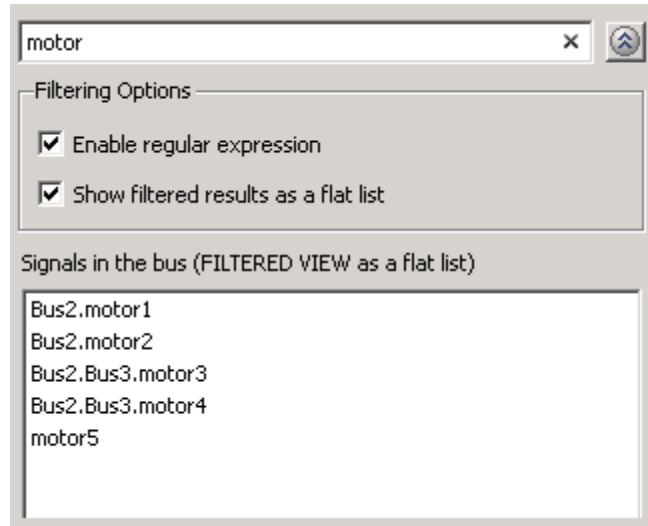 motor
Filtering Options
Enable regular expression
Show filtered results as a flat list
Signals in the bus (FILTERED VIEW as a flat list)
Bus2.motor1
Bus2.motor2
Bus2.Bus3.motor3
Bus2.Bus3.motor4
motor5